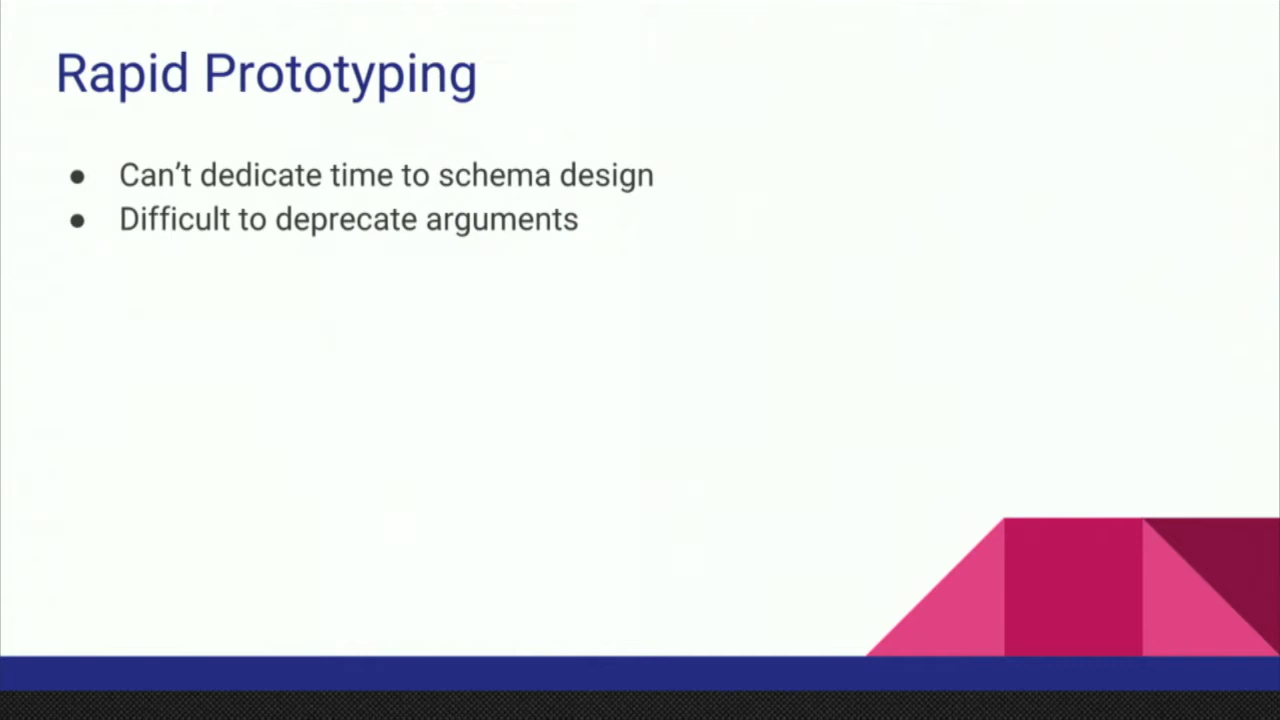 Rapid Prototyping
● Can’t dedicate time to schema design
● Difficult to deprecate arguments